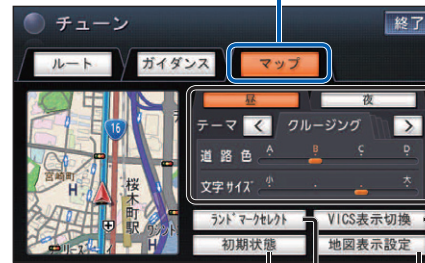 チューン
終了
ルート
ガイダンス
マップ
昼
夜
テーマ
クルージング
道路色
A
B
C
D
文字サイズ
小
大
ランドマークセレクト
VICS表示切換
初期状態
地図表示設定
16
宮崎町
桜木町駅
H
H